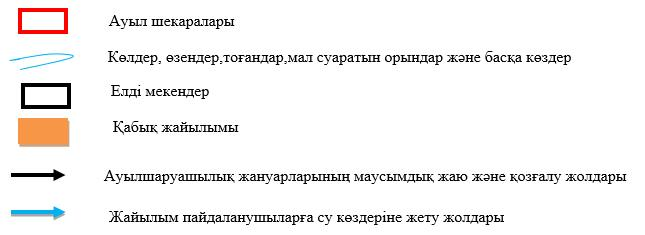 Ауыл шекаралары
Көлдер, өзендер,тоғандар,мал суаратын орындар және басқа көздер
Елді мекендер
Қабық жайылымы
Ауылшаруашылық жануарларының маусымдық жаю және қозғалу жолдары
Жайылым пайдаланушыларға су көздеріне жету жолдары